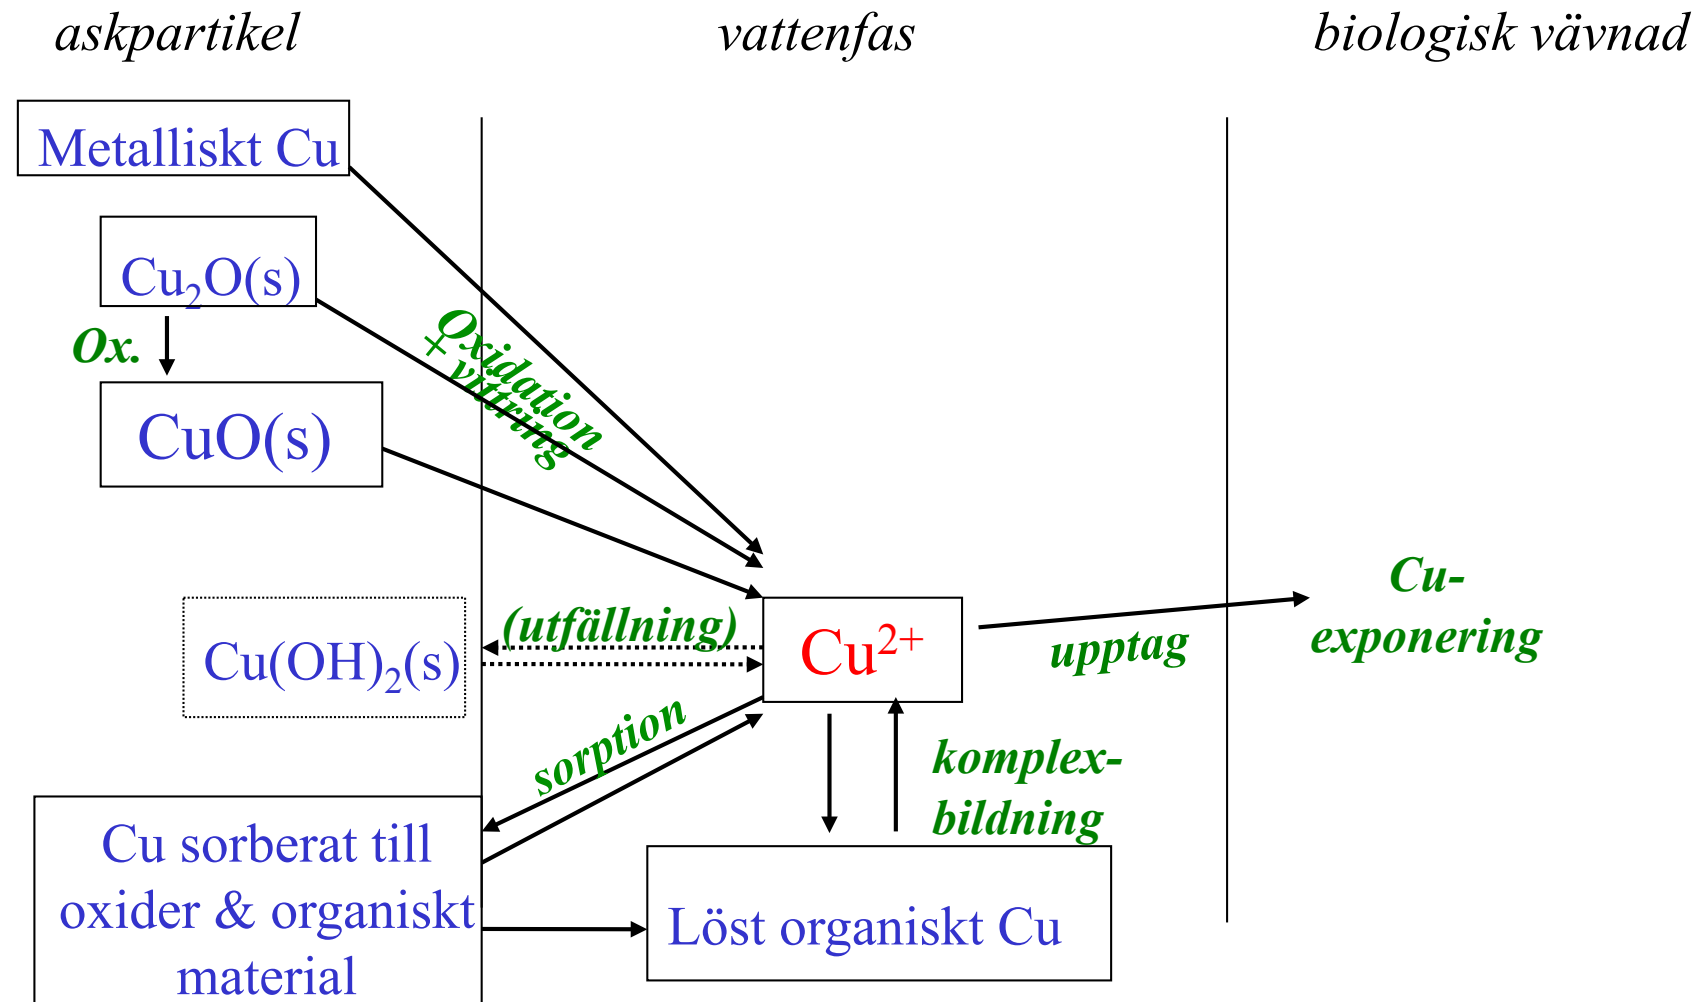 askpartikel
vattenfas
biologisk vävnad
Metalliskt Cu
Cu₂O(s)
Ox.
Oxidation
+ vittring
CuO(s)
Cu(OH)₂(s)
(utfällning)
Cu²⁺
upptag
Cu-
exponering
sorption
komplex-
bildning
Cu sorberat till
oxider & organiskt
material
Löst organiskt Cu